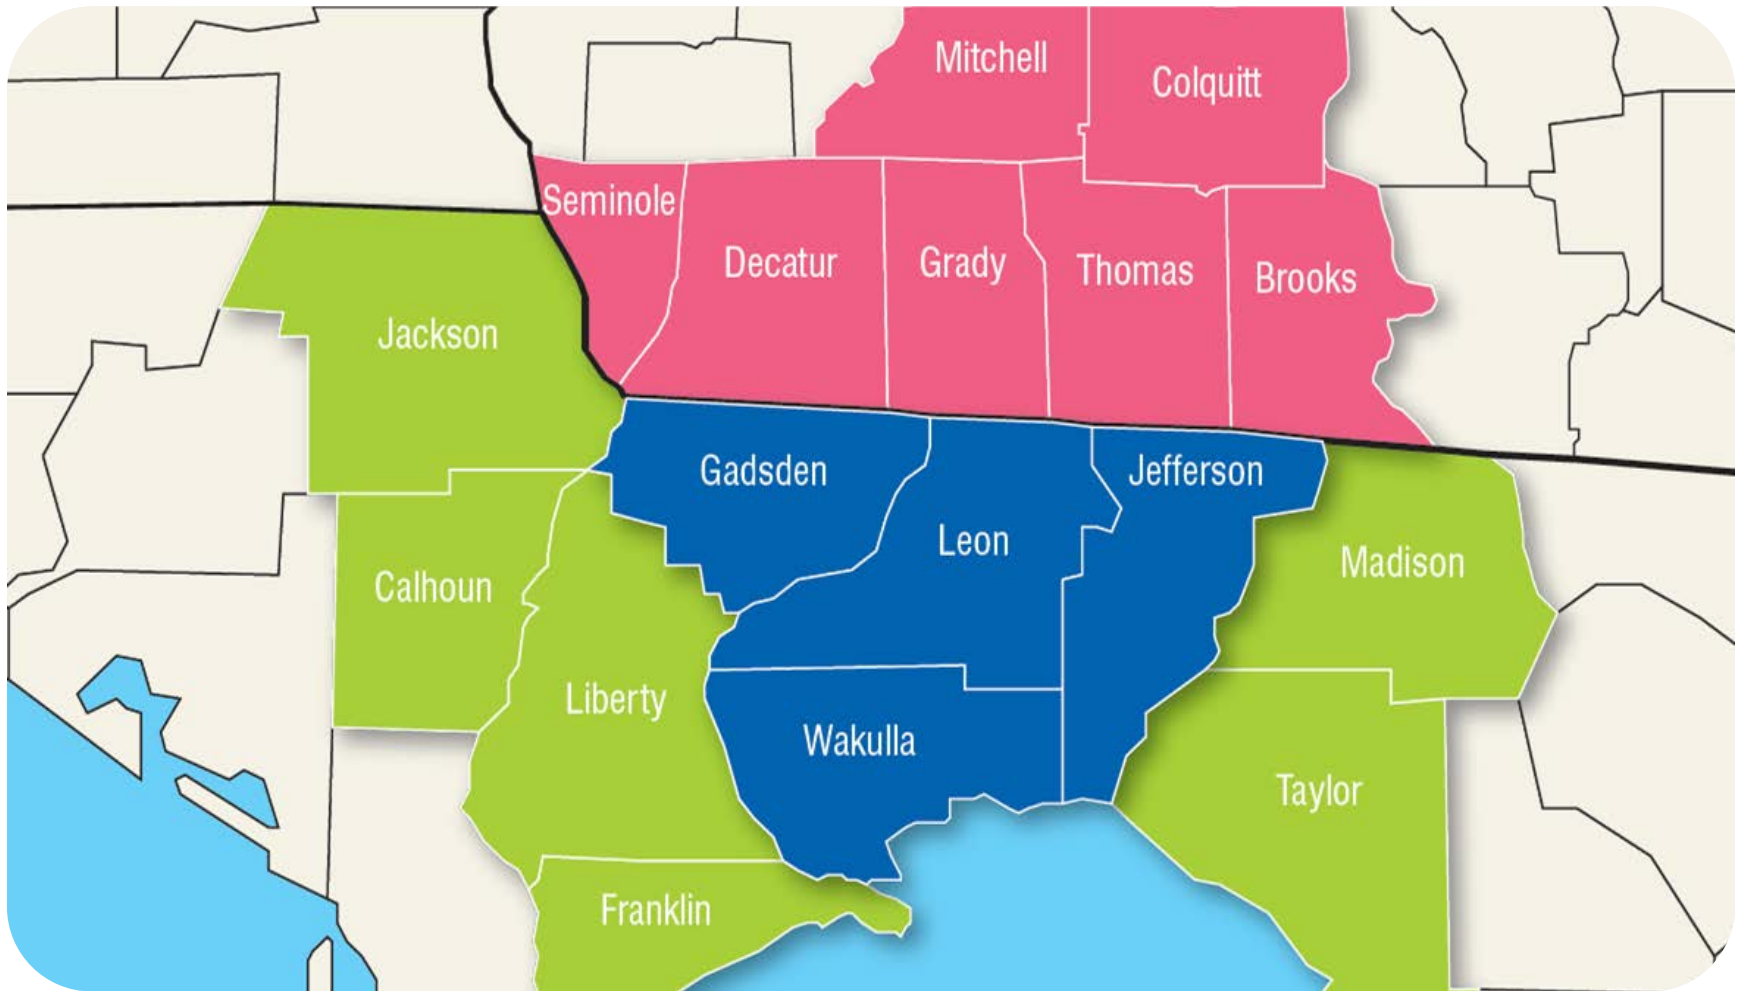 Mitchell
Colquitt
Seminole
Decatur
Grady
Thomas
Brooks
Jackson
Gadsden
Leon
Jefferson
Madison
Calhoun
Liberty
Wakulla
Taylor
Franklin